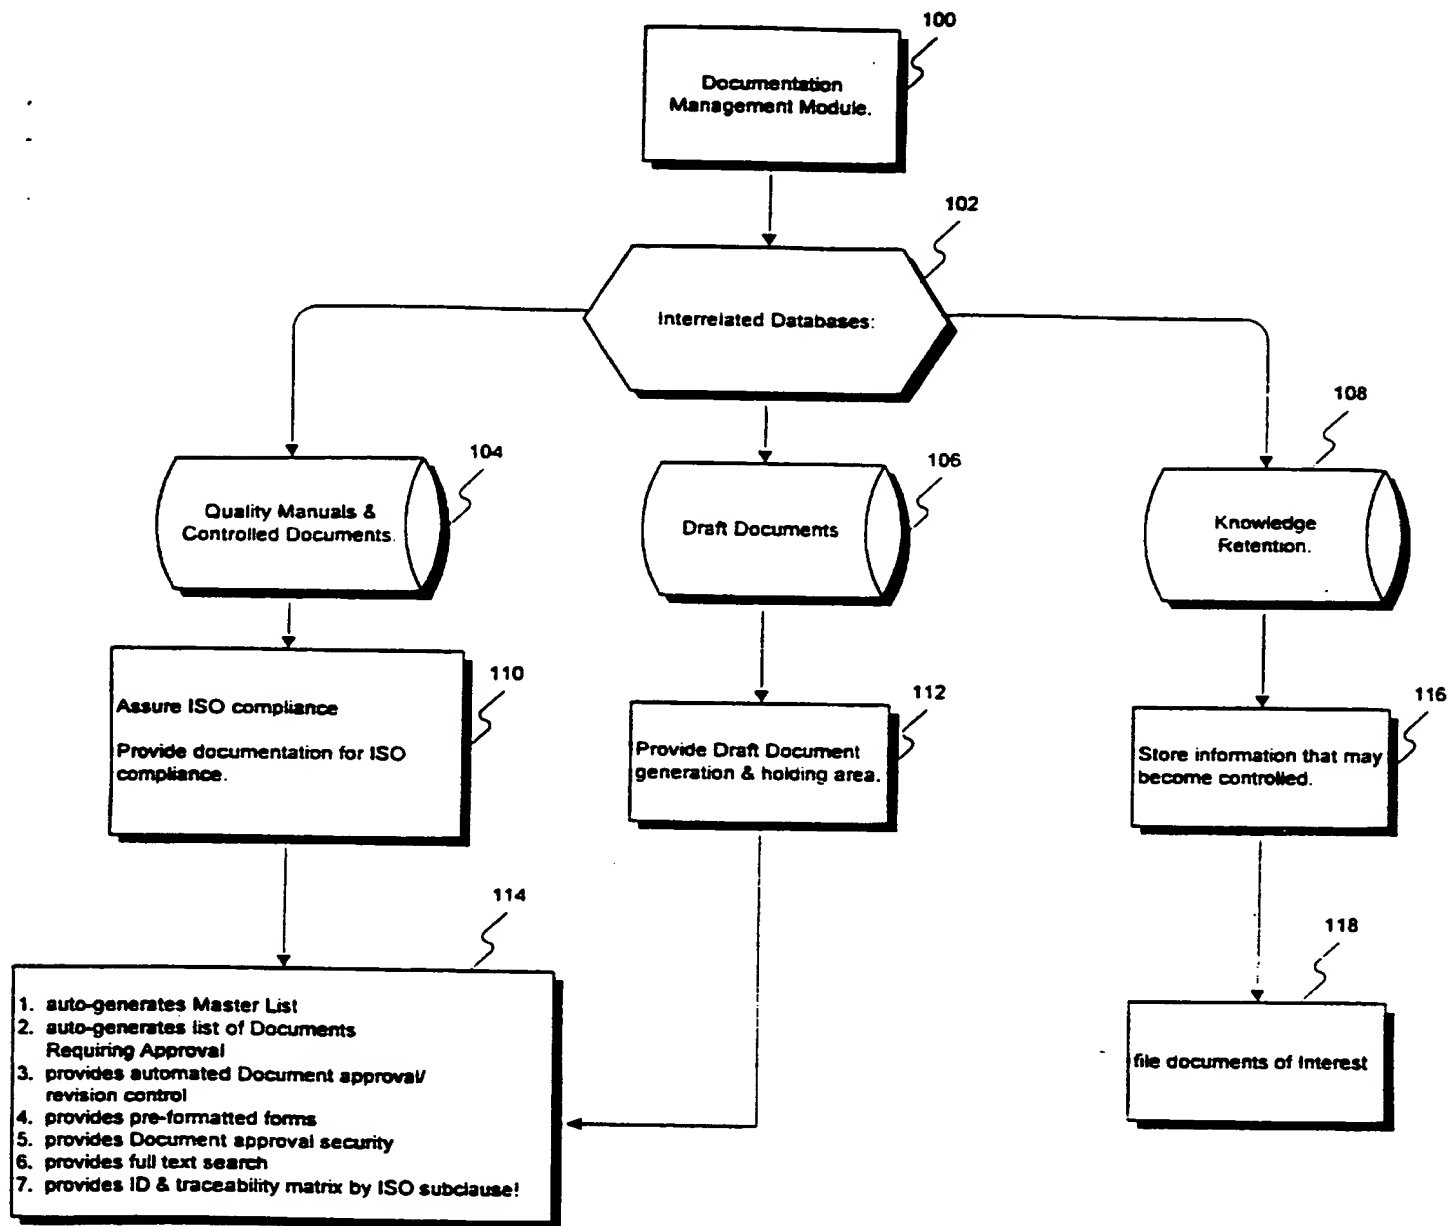 100
Documentation
Management Module.
102
Interrelated Databases:
104
Quality Manuals &
Controlled Documents.
106
Draft Documents
108
Knowledge
Retention.
110
Assure ISO compliance
Provide documentation for ISO
compliance.
112
Provide Draft Document
generation & holding area.
116
Store information that may
become controlled.
114
1. auto-generates Master List
2. auto-generates list of Documents
Requiring Approval
3. provides automated Document approval/
revision control
4. provides pre-formatted forms
5. provides Document approval security
6. provides full text search
7. provides ID & traceability matrix by ISO subclause!
118
file documents of Interest